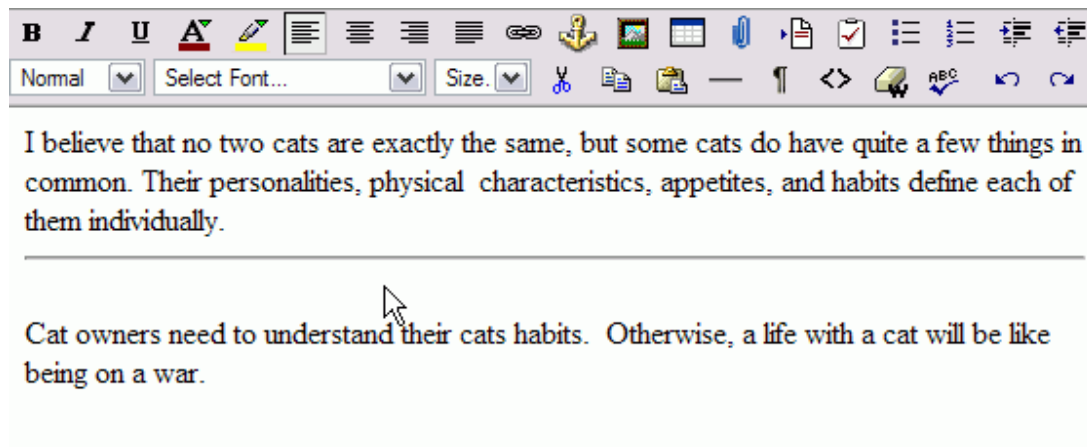 B I U A
Normal Select Font... Size. ABC
I believe that no two cats are exactly the same, but some cats do have quite a few things in
common. Their personalities, physical  characteristics, appetites, and habits define each of
them individually.
Cat owners need to understand their cats habits.  Otherwise, a life with a cat will be like
being on a war.